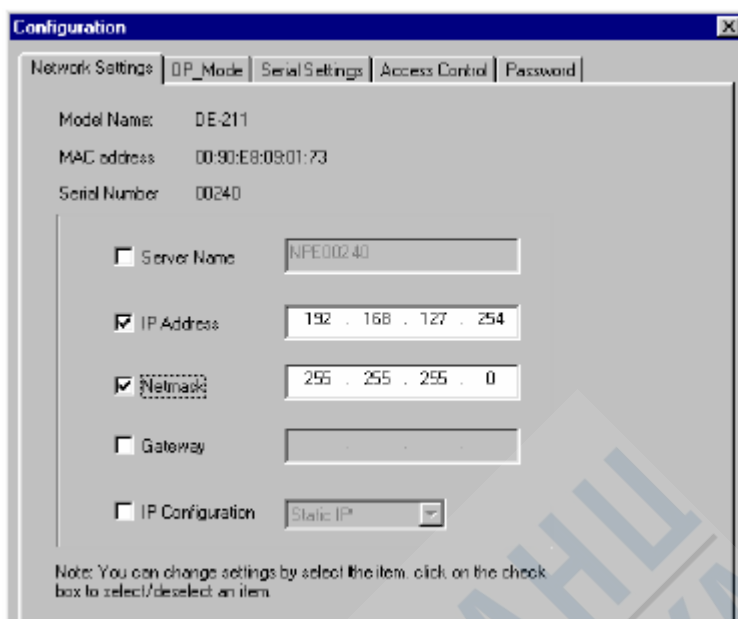 Configuration
Network Settings OP_Mode Serial Settings Access Control Password
Model Name: DE-211
MAC address 00:90:E8:09:01:73
Serial Number 00240
Server Name NPE00240
IP Address 192 . 168 . 127 . 254
Netmask 255 . 255 . 255 . 0
Gateway . . .
IP Configuration Static IP
Note: You can change settings by select the item, click on the check
box to select/deselect an item